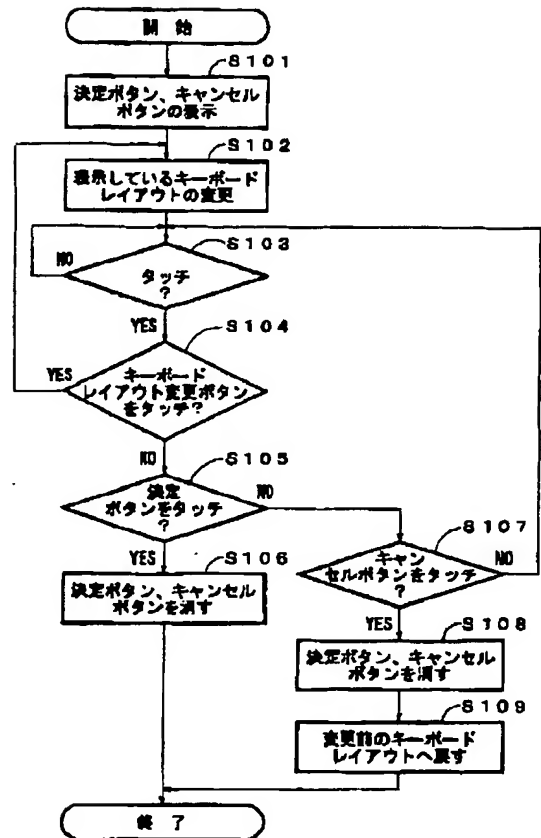 開 始
S101
決定ボタン、キャンセル
ボタンの表示
S102
表示しているキーボード
レイアウトの変更
S103
NO
タッチ
?
YES
S104
YES
キーボード
レイアウト変更ボタン
をタッチ?
NO
S105
決定
ボタンをタッチ
?
NO
YES
S106
決定ボタン、キャンセル
ボタンを消す
S107
キャン
セルボタンをタッチ
?
NO
YES
S108
決定ボタン、キャンセル
ボタンを消す
S109
変更前のキーボード
レイアウトへ戻す
終 了